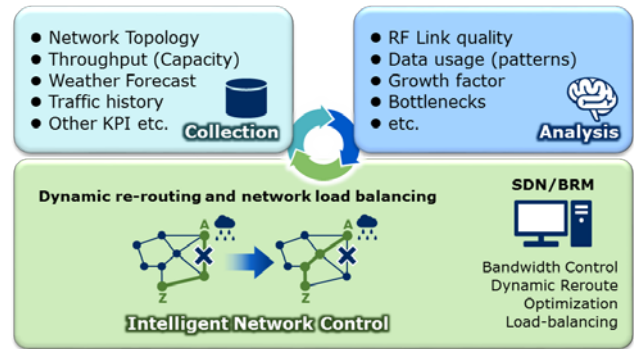 ● Network Topology
● Throughput (Capacity)
● Weather Forecast
● Traffic history
● Other KPI etc.
Collection
● RF Link quality
● Data usage (patterns)
● Growth factor
● Bottlenecks
● etc.
Analysis
Dynamic re-routing and network load balancing
A
Z
A
Z
Intelligent Network Control
SDN/BRM
Bandwidth Control
Dynamic Reroute
Optimization
Load-balancing